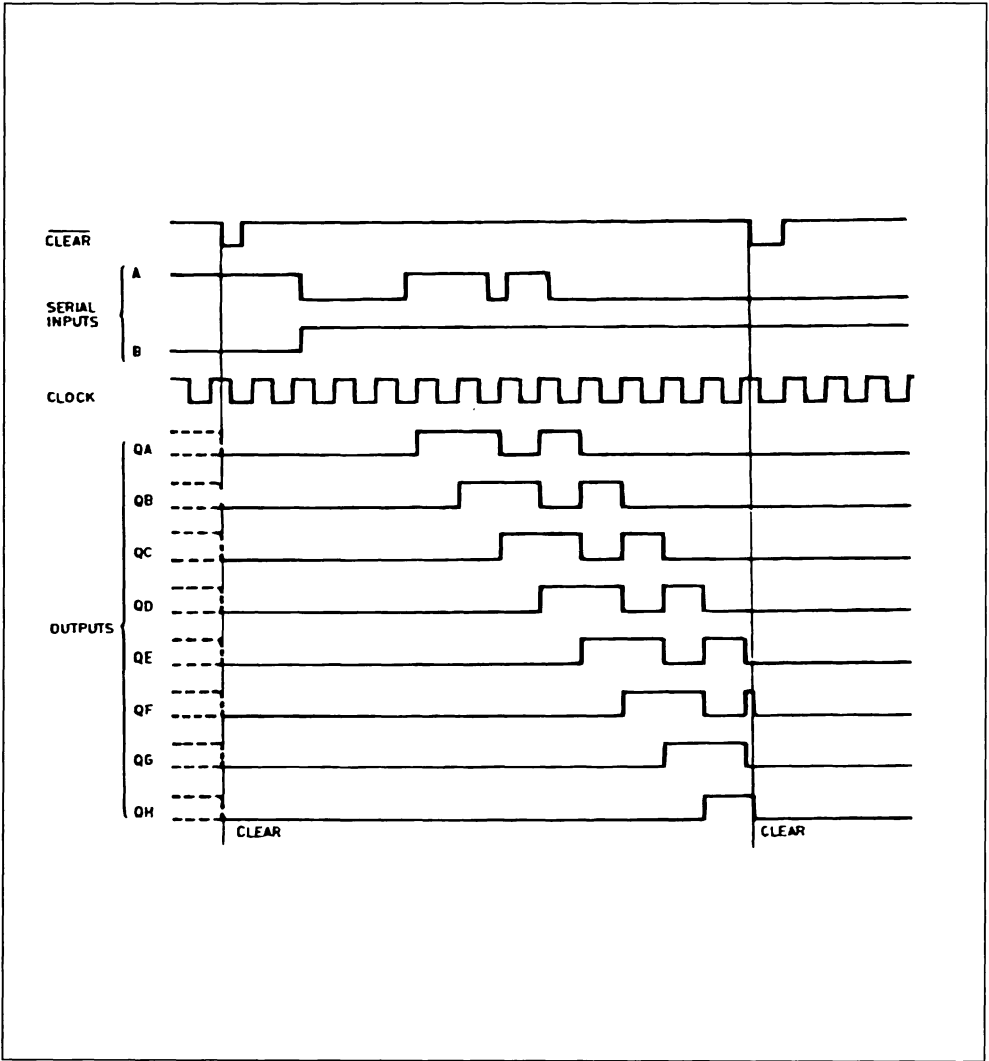 CLEAR
A
SERIAL
INPUTS
B
CLOCK
QA
QB
QC
QD
OUTPUTS
QE
QF
QG
QH
CLEAR
CLEAR